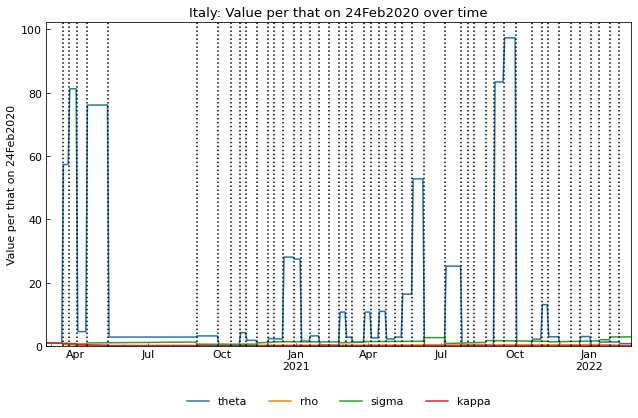 Italy: Value per that on 24Feb2020 over time
Value per that on 24Feb2020
100
80
60
40
20
0
Apr Jul Oct Jan Apr Jul Oct Jan
2021 2022
theta rho sigma kappa